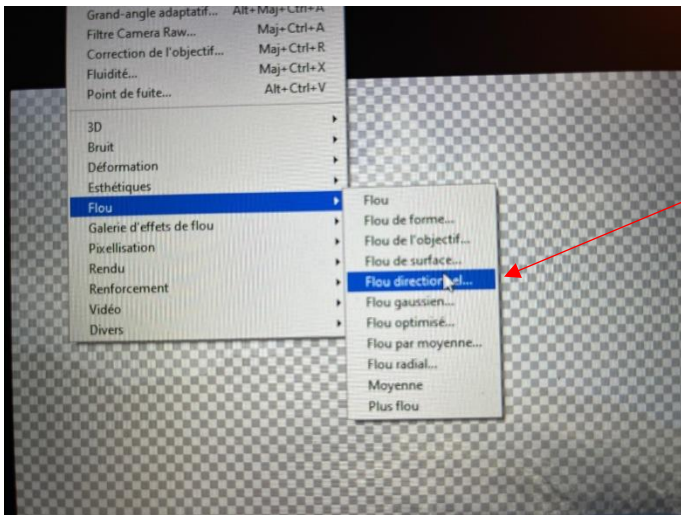 Grand-angle adaptatif... Alt+Maj+Ctrl+A
Filtre Camera Raw... Maj+Ctrl+A
Correction de l'objectif... Maj+Ctrl+R
Fluidité... Maj+Ctrl+X
Point de fuite... Alt+Ctrl+V
3D
Bruit
Déformation
Esthétiques
Flou
Galerie d'effets de flou
Pixellisation
Rendu
Renforcement
Vidéo
Divers
Flou
Flou de forme...
Flou de l'objectif...
Flou de surface...
Flou directionnel...
Flou gaussien...
Flou optimisé...
Flou par moyenne...
Flou radial...
Moyenne
Plus flou